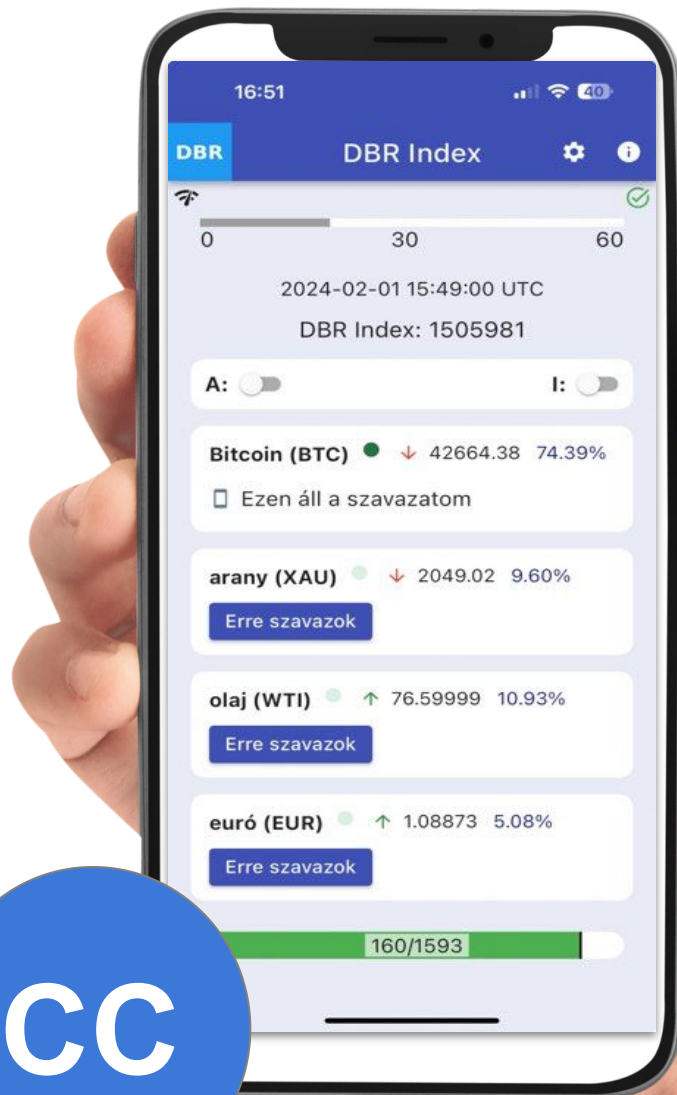 16:51
40
DBR
DBR Index
0 30 60
2024-02-01 15:49:00 UTC
DBR Index: 1505981
A: I:
Bitcoin (BTC) 42664.38 74.39%
Ezen áll a szavazatom
arany (XAU) 2049.02 9.60%
Erre szavazok
olaj (WTI) 76.59999 10.93%
Erre szavazok
euró (EUR) 1.08873 5.08%
Erre szavazok
160/1593
CC